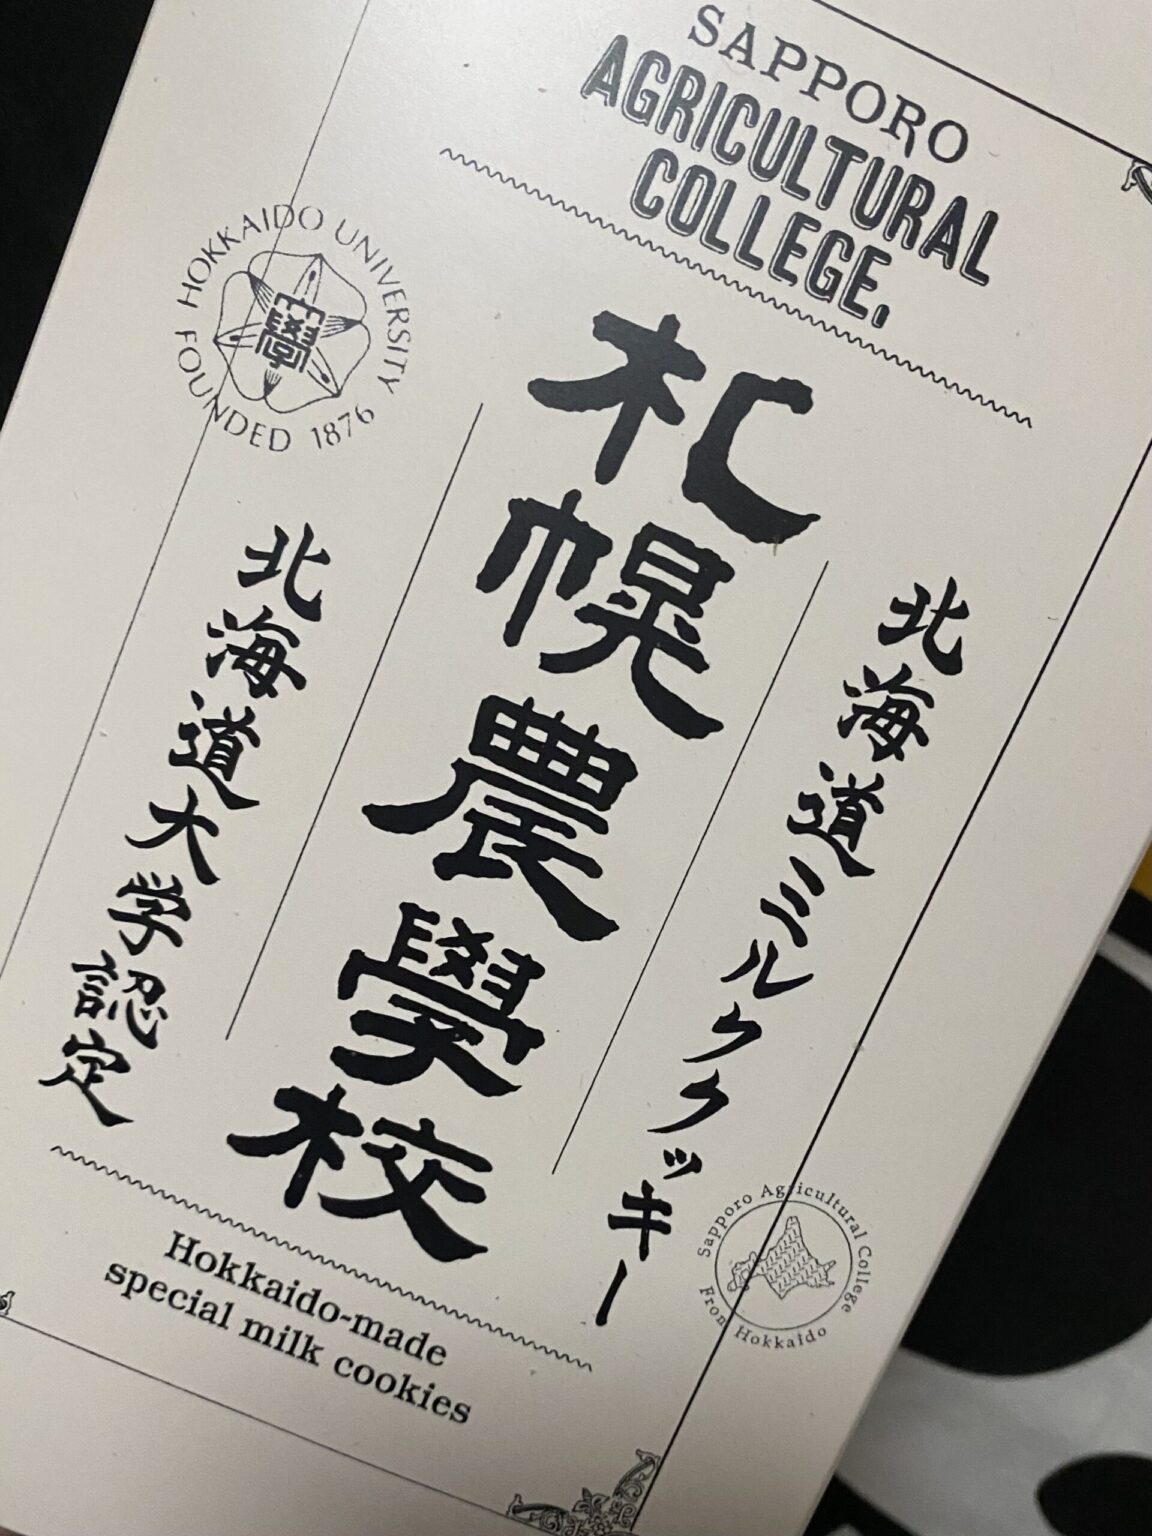 SAPPORO
AGRICULTURAL
COLLEGE,
HOKKAIDO UNIVERSITY
FOUNDED 1876
大學
北海道ミルククッキー
札幌農學校
北海道大学認定
Sapporo Agricultural College
From Hokkaido
Hokkaido-made
special milk cookies